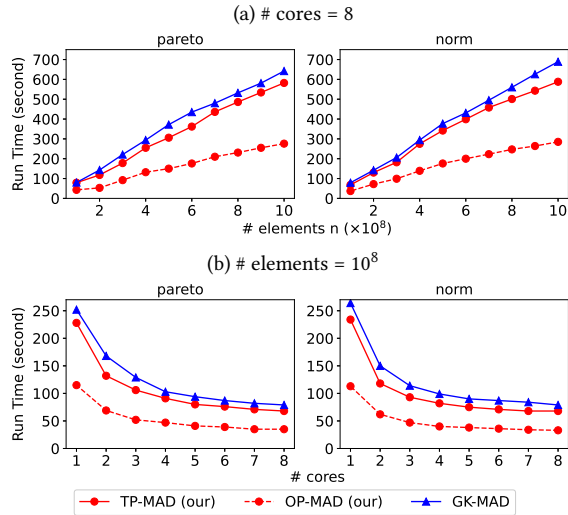 (a) # cores = 8
pareto
norm
Run Time (second)
700
600
500
400
300
200
100
0
2 4 6 8 10
700
600
500
400
300
200
100
0
2 4 6 8 10
# elements n (×10⁸)
(b) # elements = 10⁸
pareto
norm
Run Time (second)
250
200
150
100
50
0
1 2 3 4 5 6 7 8
250
200
150
100
50
0
1 2 3 4 5 6 7 8
# cores
TP-MAD (our) OP-MAD (our) GK-MAD